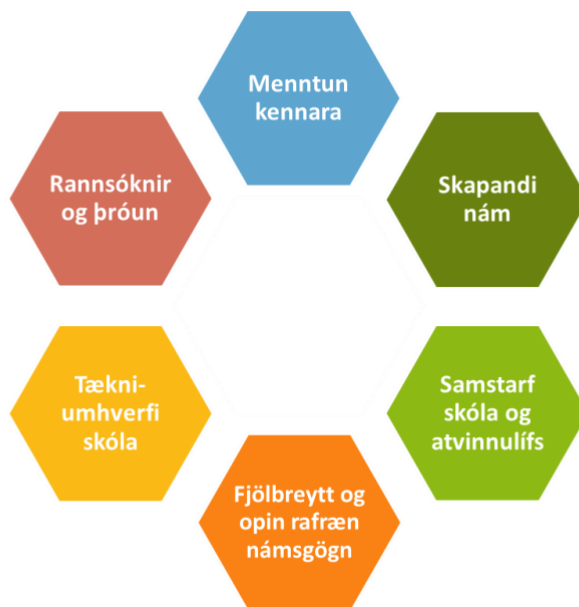 Menntun
kennara
Skapandi
nám
Samstarf
skóla og
atvinnulífs
Fjölbreytt og
opin rafræn
námsgögn
Tækni-
umhverfi
skóla
Rannsóknir
og þróun